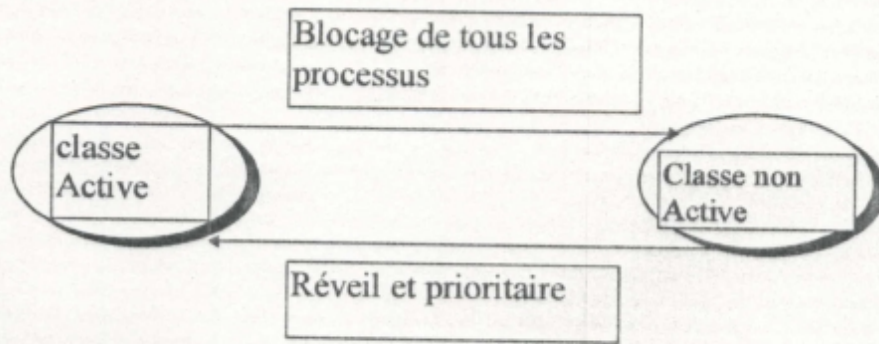 Blocage de tous les
processus
classe
Active
Classe non
Active
Réveil et prioritaire